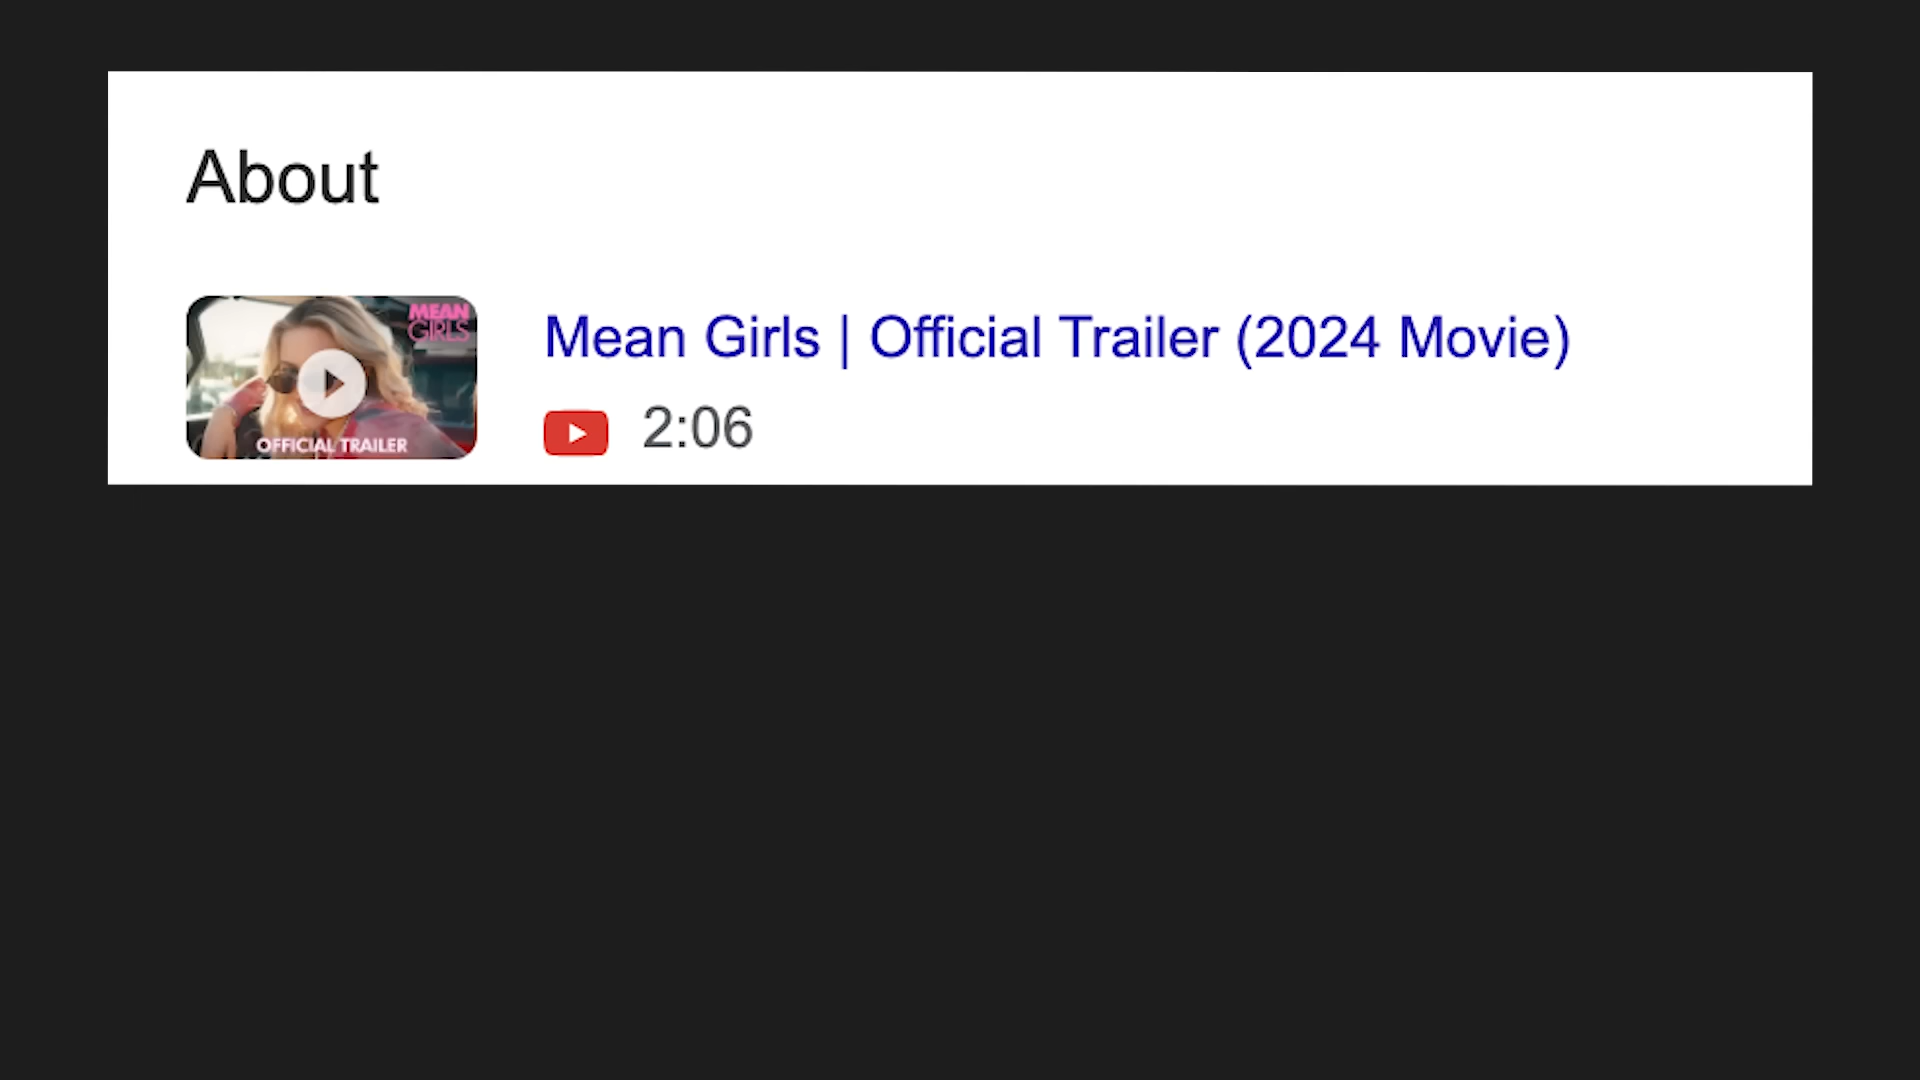 About
MEAN
GIRLS
Mean Girls | Official Trailer (2024 Movie)
2:06
OFFICIAL TRAILER